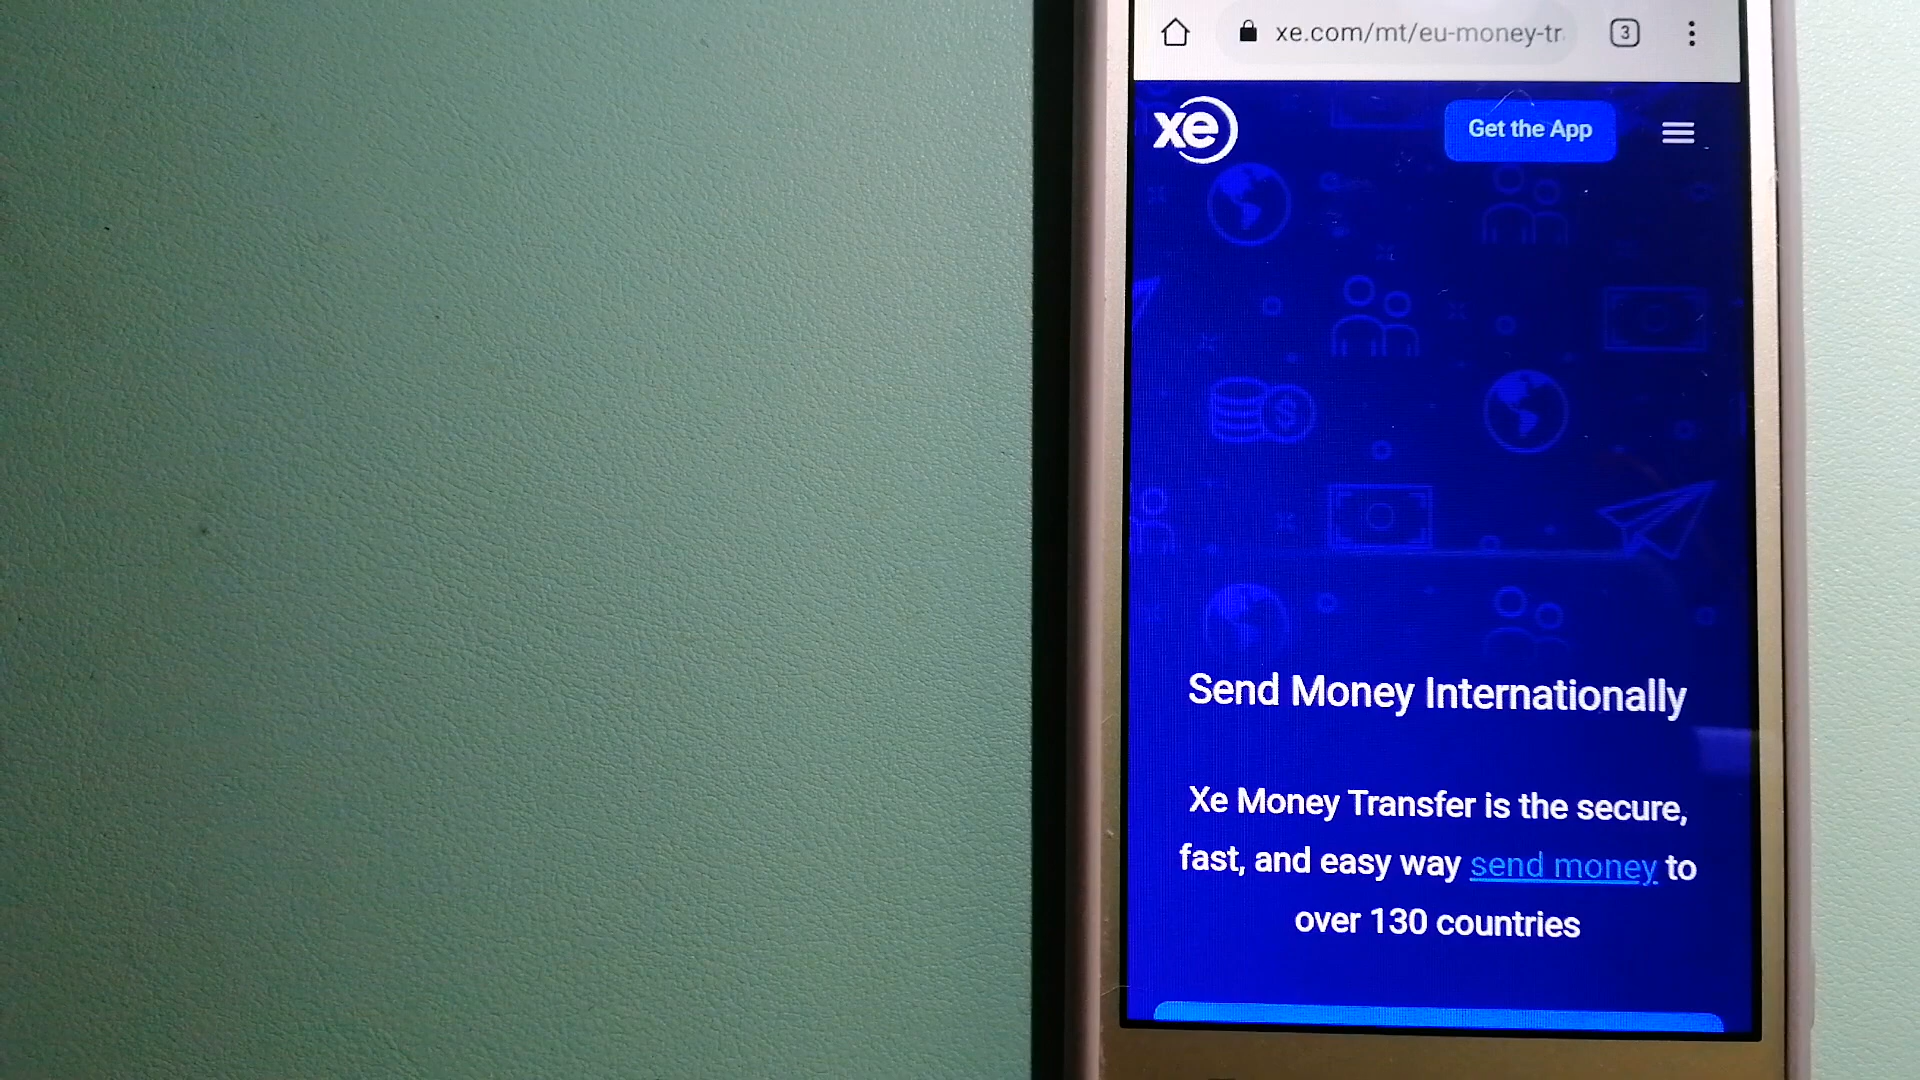 xe.com/mt/eu-money-tr
3
xe
Get the App
Send Money Internationally
Xe Money Transfer is the secure,
fast, and easy way send money to
over 130 countries